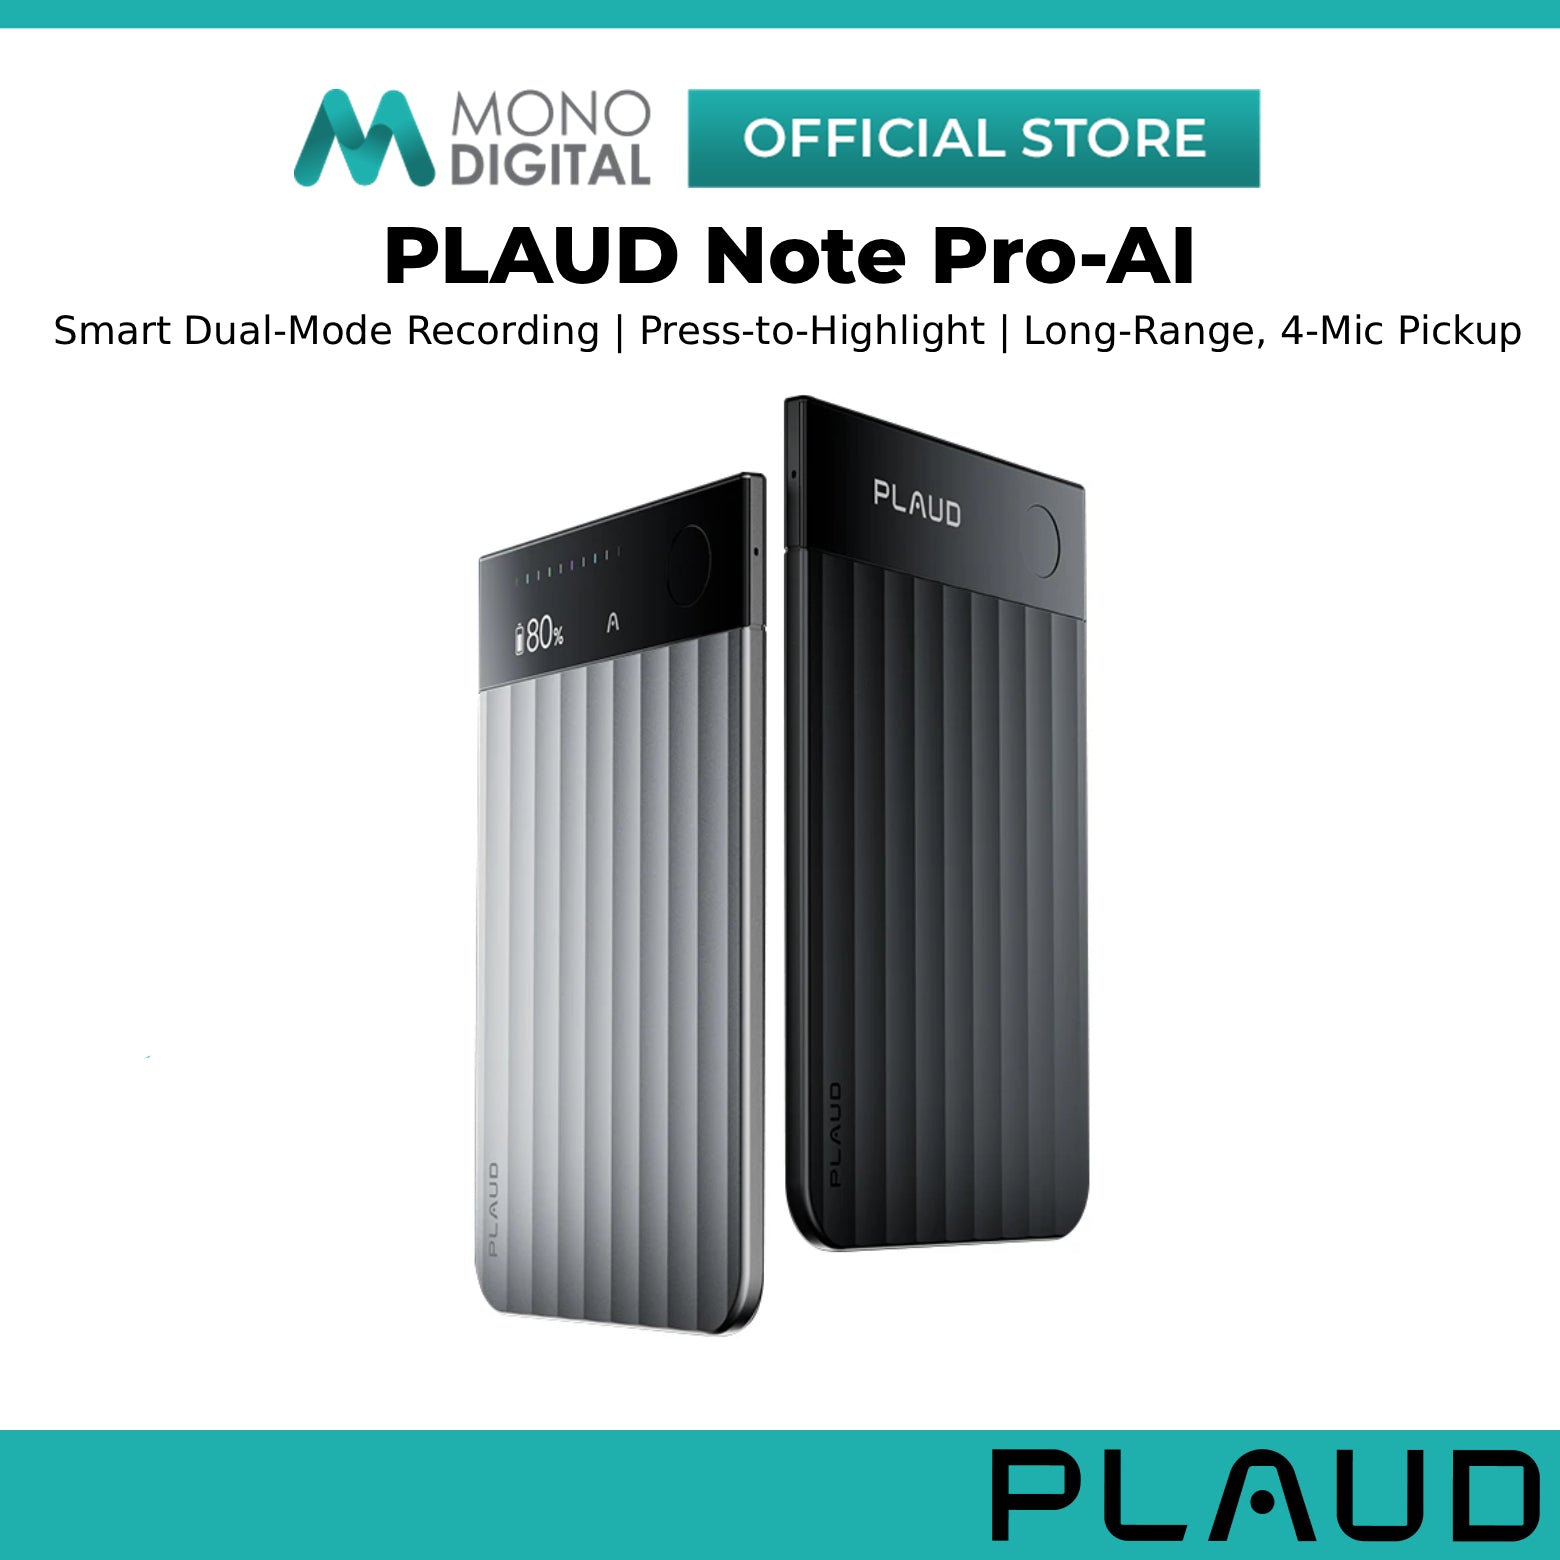 MONO
DIGITAL
OFFICIAL STORE
PLAUD Note Pro-AI
Smart Dual-Mode Recording | Press-to-Highlight | Long-Range, 4-Mic Pickup
PLAUD
80%
PLAUD
PLAUD
PLAUD